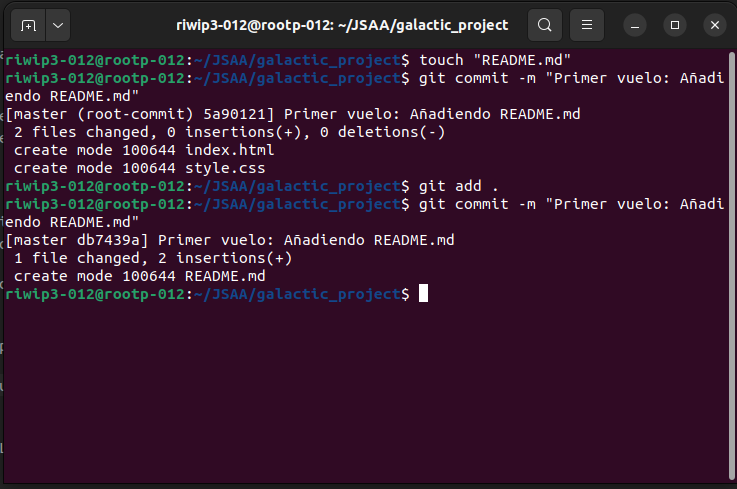 riwip3-012@rootp-012: ~/JSAA/galactic_project
riwip3-012@rootp-012:~/JSAA/galactic_project$ touch "README.md"
riwip3-012@rootp-012:~/JSAA/galactic_project$ git commit -m "Primer vuelo: Añadi
endo README.md"
[master (root-commit) 5a90121] Primer vuelo: Añadiendo README.md
 2 files changed, 0 insertions(+), 0 deletions(-)
 create mode 100644 index.html
 create mode 100644 style.css
riwip3-012@rootp-012:~/JSAA/galactic_project$ git add .
riwip3-012@rootp-012:~/JSAA/galactic_project$ git commit -m "Primer vuelo: Añadi
endo README.md"
[master db7439a] Primer vuelo: Añadiendo README.md
 1 file changed, 2 insertions(+)
 create mode 100644 README.md
riwip3-012@rootp-012:~/JSAA/galactic_project$